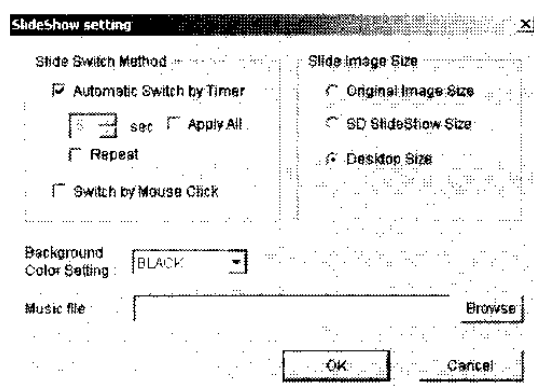 SlideShow setting
Slide Switch Method
Automatic Switch by Timer
5 sec Apply All
Repeat
Switch by Mouse Click
Slide Image Size
Original Image Size
SD SlideShow Size
Desktop Size
Background
Color Setting :
BLACK
Music file
Browse
OK
Cancel